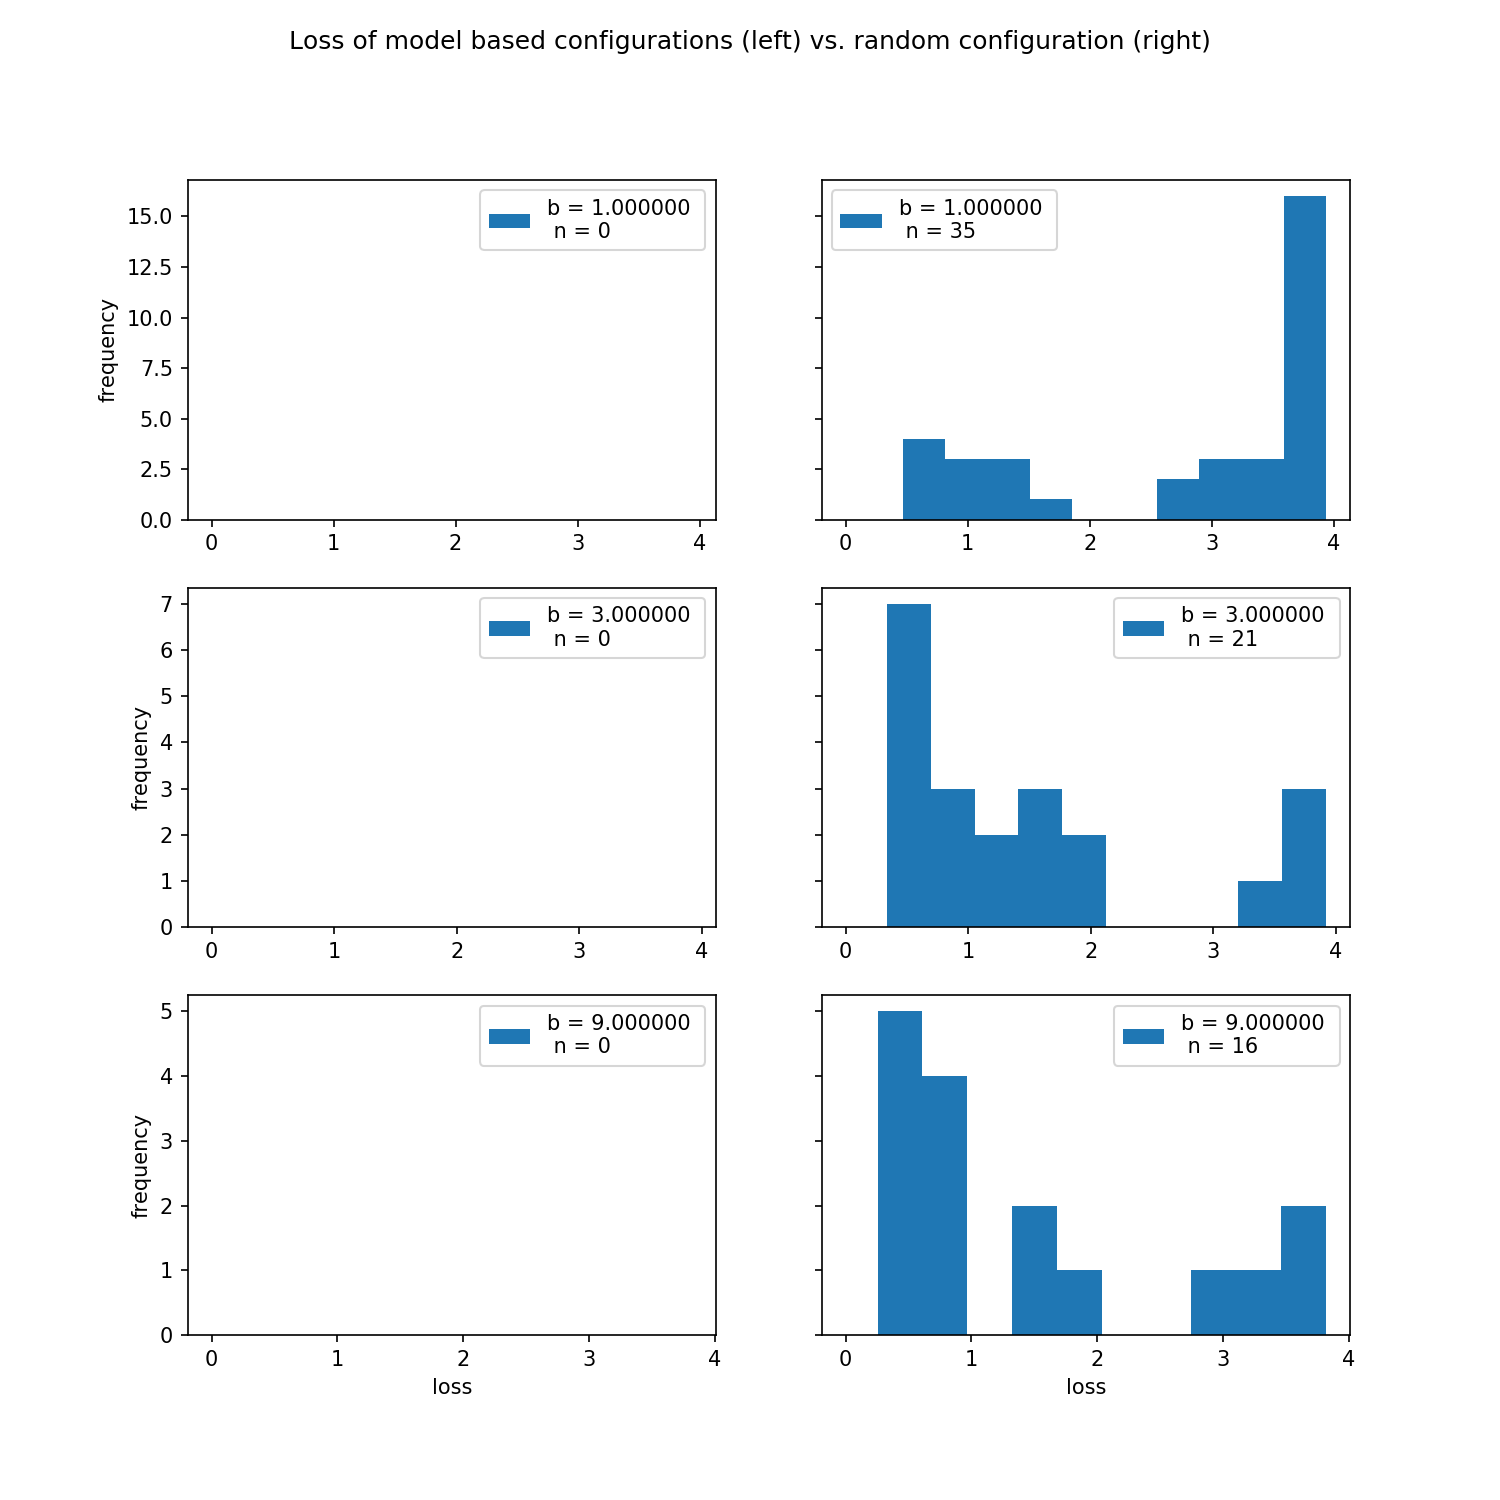 Loss of model based configurations (left) vs. random configuration (right)
b = 1.000000
n = 0
15.0
12.5
10.0
7.5
5.0
2.5
0.0
frequency
0 1 2 3 4
b = 1.000000
n = 35
0 1 2 3 4
b = 3.000000
n = 0
7
6
5
4
3
2
1
0
frequency
0 1 2 3 4
b = 3.000000
n = 21
0 1 2 3 4
b = 9.000000
n = 0
5
4
3
2
1
0
frequency
0 1 2 3 4
loss
b = 9.000000
n = 16
0 1 2 3 4
loss